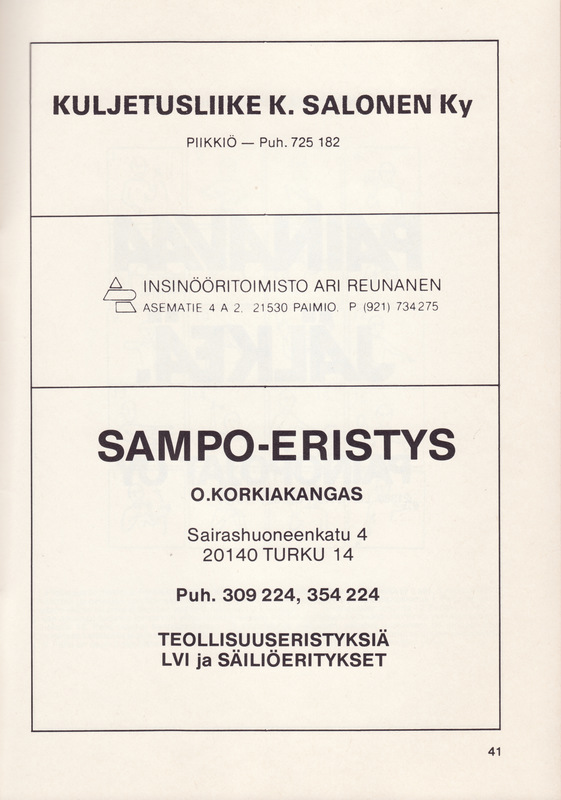 KULJETUSLIIKE K. SALONEN Ky
PIIKKIÖ — Puh. 725 182
INSINÖÖRITOIMISTO ARI REUNANEN
ASEMATIE 4 A 2. 21530 PAIMIO. P (921) 734275
SAMPO-ERISTYS
O.KORKIAKANGAS
Sairashuoneenkatu 4
20140 TURKU 14
Puh. 309 224, 354 224
TEOLLISUUSERISTYKSIÄ
LVI ja SÄILIÖERITYKSET
41